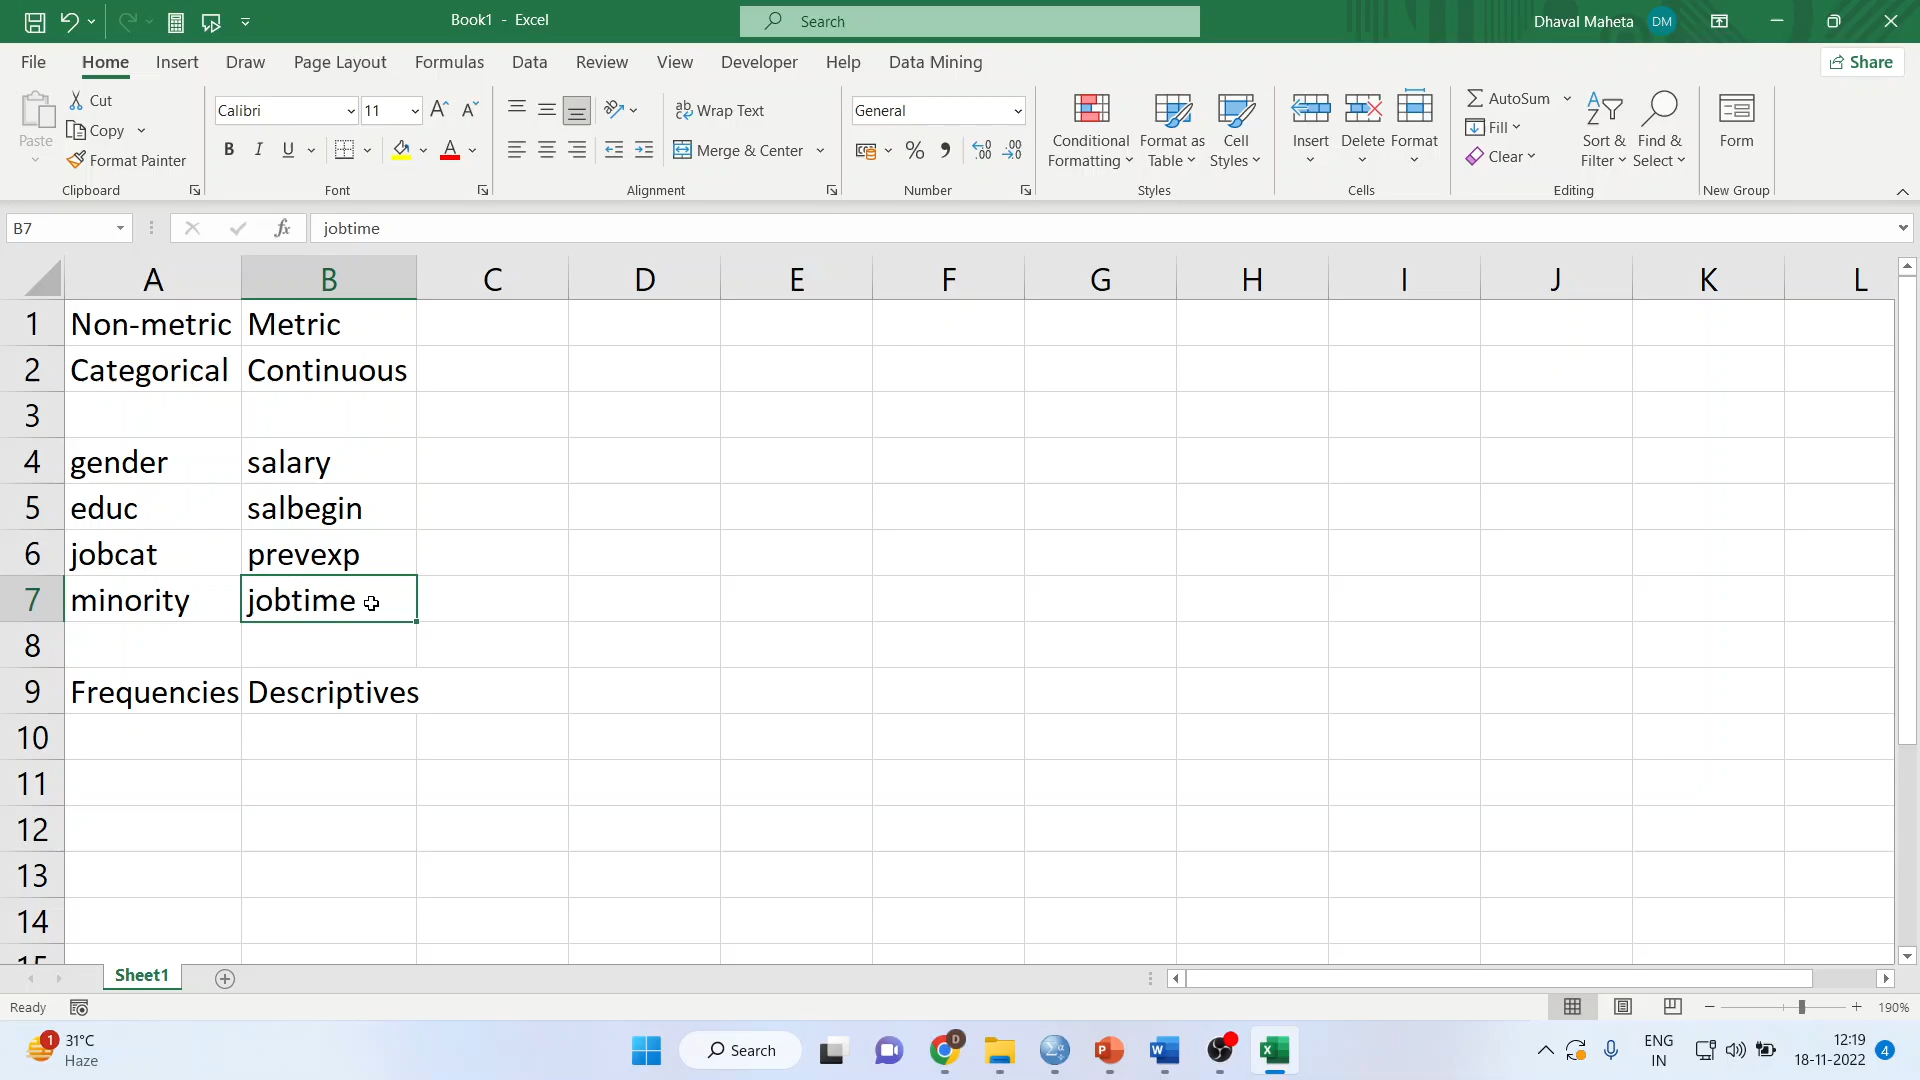 Book1 - Excel
Search
Dhaval Maheta DM
File Home Insert Draw Page Layout Formulas Data Review View Developer Help Data Mining
Share
Paste
Cut
Copy
Format Painter
Clipboard
Calibri 11
B I U
Font
Wrap Text
Merge & Center
Alignment
General
Number
Conditional Formatting
Format as Table
Cell Styles
Styles
Insert Delete Format
Cells
AutoSum
Fill
Clear
Sort & Filter
Find & Select
Editing
Form
New Group
B7
fx
jobtime
A B C D E F G H I J K L
1 Non-metric Metric
2 Categorical Continuous
3
4 gender salary
5 educ salbegin
6 jobcat prevexp
7 minority jobtime
8
9 Frequencies Descriptives
10
11
12
13
14
15
Sheet1
Ready
190%
1
31°C
Haze
Search
D
ENG
IN
12:19
18-11-2022
4